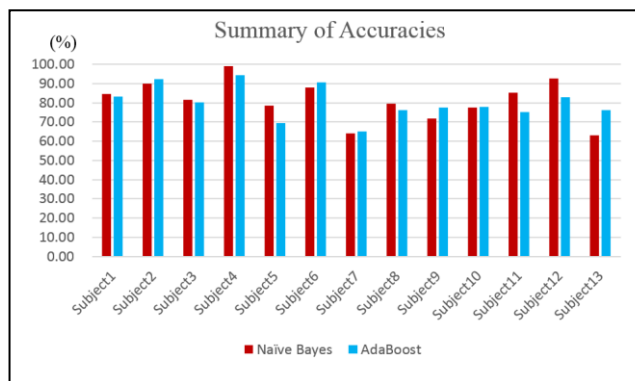 Summary of Accuracies
(%)
100.00
90.00
80.00
70.00
60.00
50.00
40.00
30.00
20.00
10.00
0.00
Subject1
Subject2
Subject3
Subject4
Subject5
Subject6
Subject7
Subject8
Subject9
Subject10
Subject11
Subject12
Subject13
Naïve Bayes AdaBoost